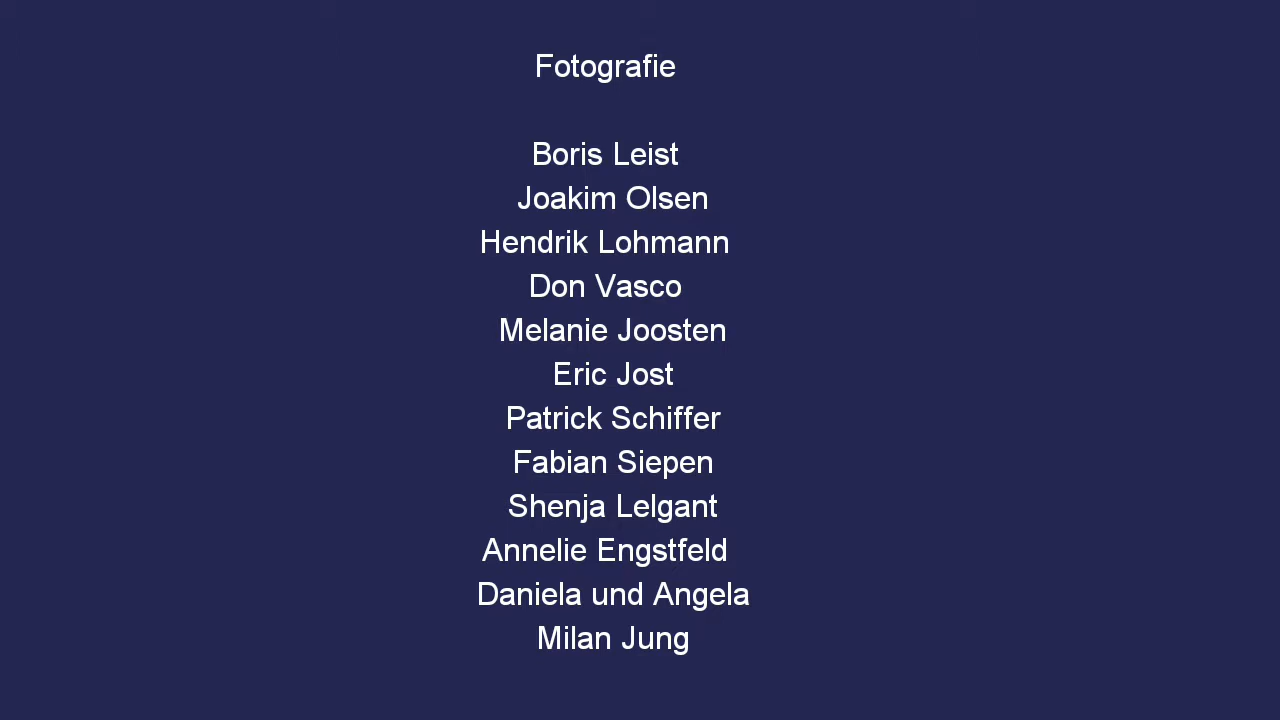 Fotografie
Boris Leist
Joakim Olsen
Hendrik Lohmann
Don Vasco
Melanie Joosten
Eric Jost
Patrick Schiffer
Fabian Siepen
Shenja Lelgant
Annelie Engstfeld
Daniela und Angela
Milan Jung